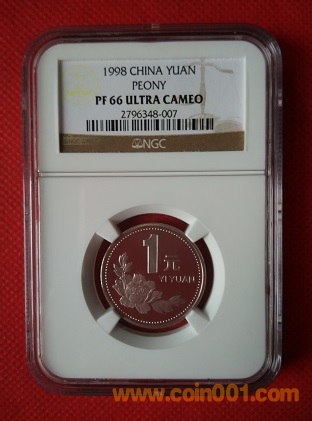 1998 CHINA YUAN
PEONY
PF 66 ULTRA CAMEO
2796348-007
NGC
1元
YI YUAN
www.coin001.com